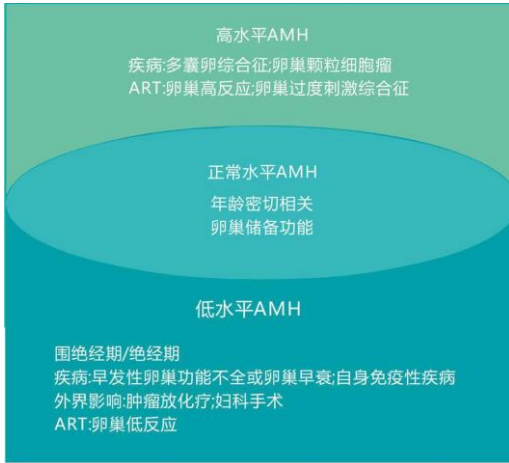 高水平AMH
疾病:多囊卵综合征;卵巢颗粒细胞瘤
ART:卵巢高反应;卵巢过度刺激综合征
正常水平AMH
年龄密切相关
卵巢储备功能
低水平AMH
围绝经期/绝经期
疾病:早发性卵巢功能不全或卵巢早衰;自身免疫性疾病
外界影响:肿瘤放化疗;妇科手术
ART:卵巢低反应